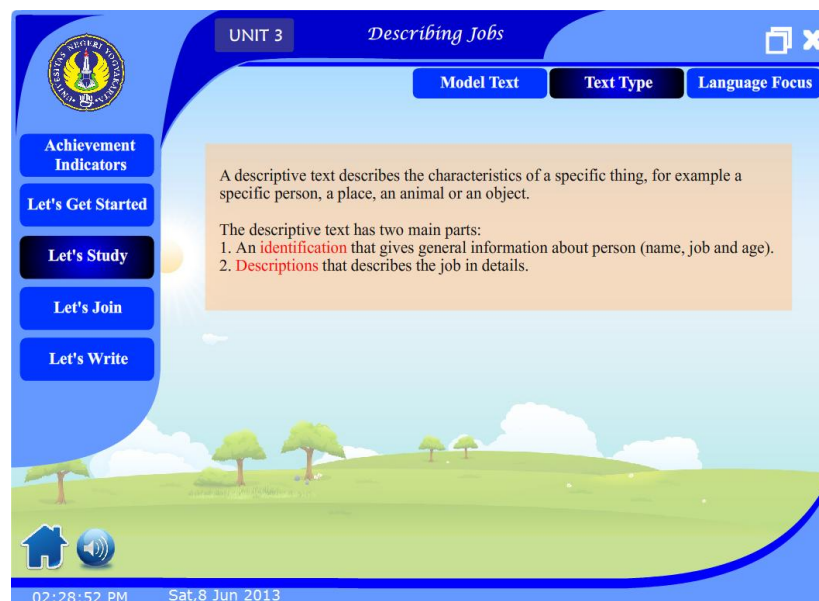 UNIT 3
Describing Jobs
UNIVERSITAS NEGERI YOGYAKARTA
Model Text
Text Type
Language Focus
Achievement
Indicators
Let's Get Started
Let's Study
Let's Join
Let's Write
A descriptive text describes the characteristics of a specific thing, for example a
specific person, a place, an animal or an object.
The descriptive text has two main parts:
1. An identification that gives general information about person (name, job and age).
2. Descriptions that describes the job in details.
02:28:52 PM
Sat.8 Jun 2013